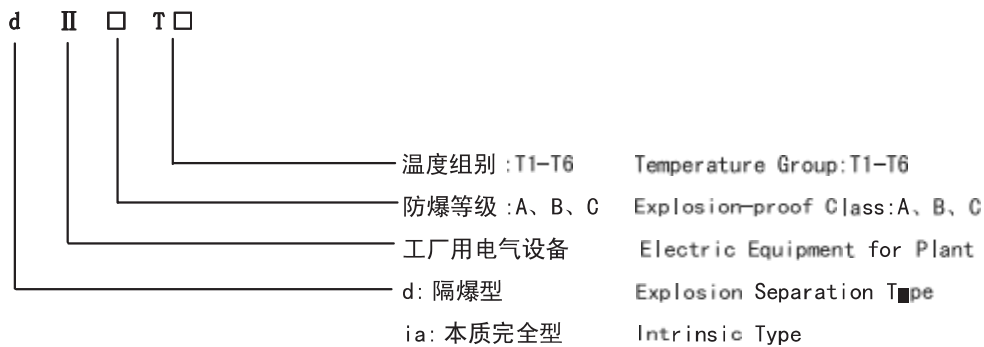 d Ⅱ □ T □
温度组别 :T1-T6 Temperature Group:T1-T6
防爆等级 :A、B、C Explosion-proof Class:A、B、C
工厂用电气设备 Electric Equipment for Plant
d: 隔爆型 Explosion Separation T■pe
ia: 本质完全型 Intrinsic Type